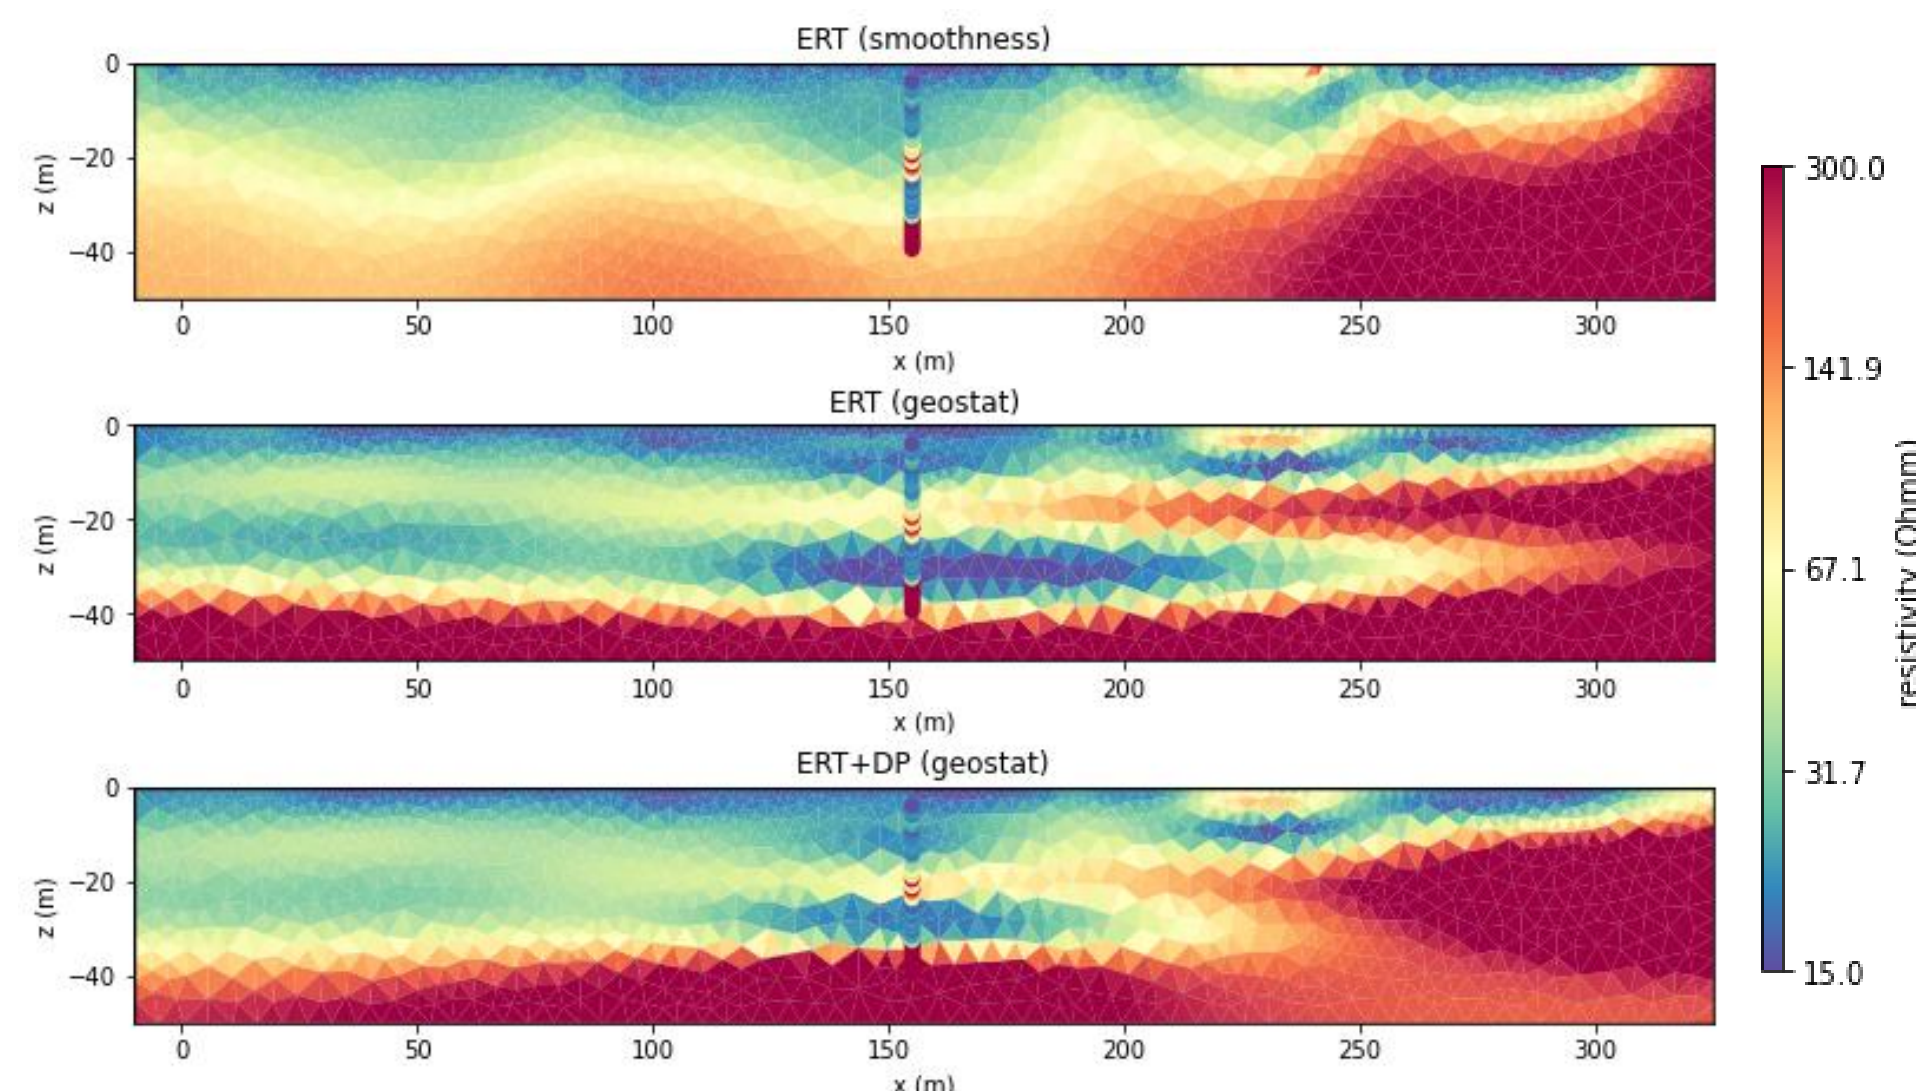 ERT (smoothness)
0
−20
−40
z (m)
0 50 100 150 200 250 300
x (m)
ERT (geostat)
0
−20
−40
z (m)
0 50 100 150 200 250 300
x (m)
ERT+DP (geostat)
0
−20
−40
z (m)
0 50 100 150 200 250 300
x (m)
300.0
141.9
67.1
31.7
15.0
resistivity (Ohmm)